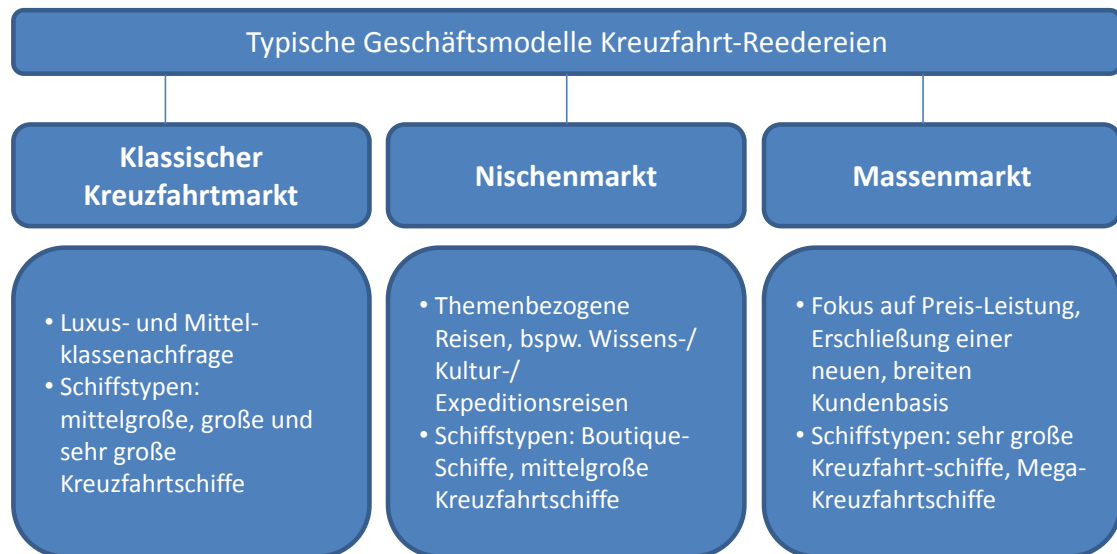 Typische Geschäftsmodelle Kreuzfahrt-Reedereien
Klassischer
Kreuzfahrtmarkt
• Luxus- und Mittel-
klassenachfrage
• Schiffstypen:
mittelgroße, große und
sehr große
Kreuzfahrtschiffe
Nischenmarkt
• Themenbezogene
Reisen, bspw. Wissens-/
Kultur-/
Expeditionsreisen
• Schiffstypen: Boutique-
Schiffe, mittelgroße
Kreuzfahrtschiffe
Massenmarkt
• Fokus auf Preis-Leistung,
Erschließung einer
neuen, breiten
Kundenbasis
• Schiffstypen: sehr große
Kreuzfahrt-schiffe, Mega-
Kreuzfahrtschiffe